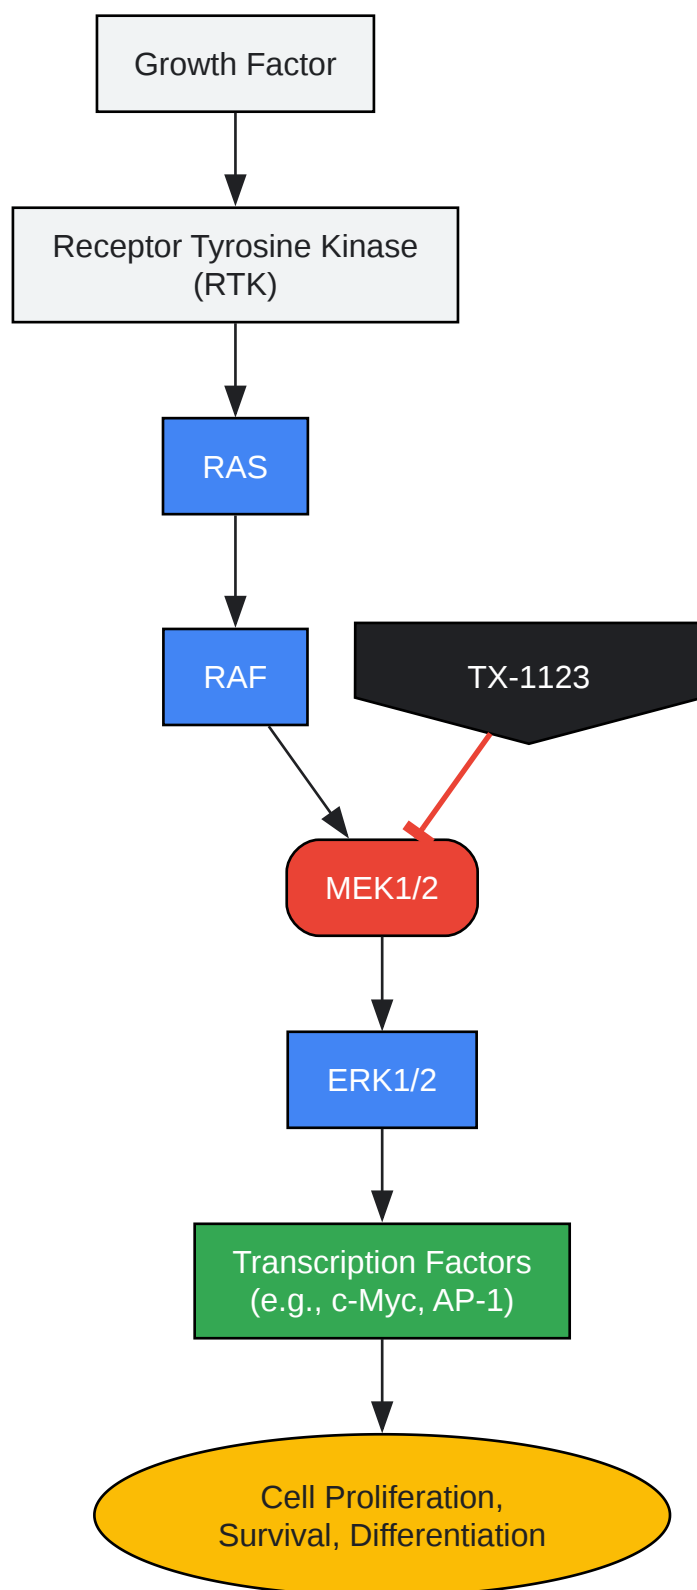 Growth Factor
Receptor Tyrosine Kinase
(RTK)
RAS
RAF
TX-1123
MEK1/2
ERK1/2
Transcription Factors
(e.g., c-Myc, AP-1)
Cell Proliferation,
Survival, Differentiation